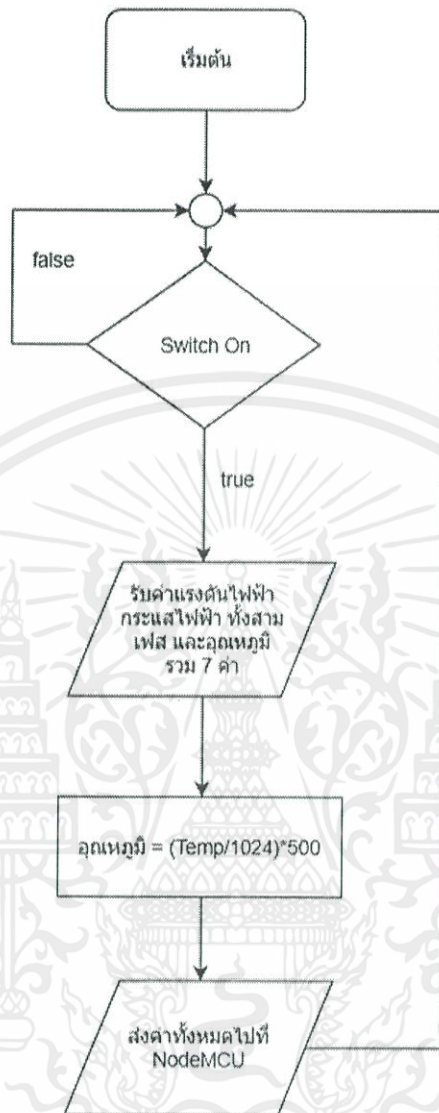 เริ่มต้น
false
Switch On
true
รับค่าแรงดันไฟฟ้า
กระแสไฟฟ้า ทั้งสาม
เฟส และอุณหภูมิ
รวม 7 ค่า
อุณหภูมิ = (Temp/1024)*500
ส่งค่าทั้งหมดไปที่
NodeMCU